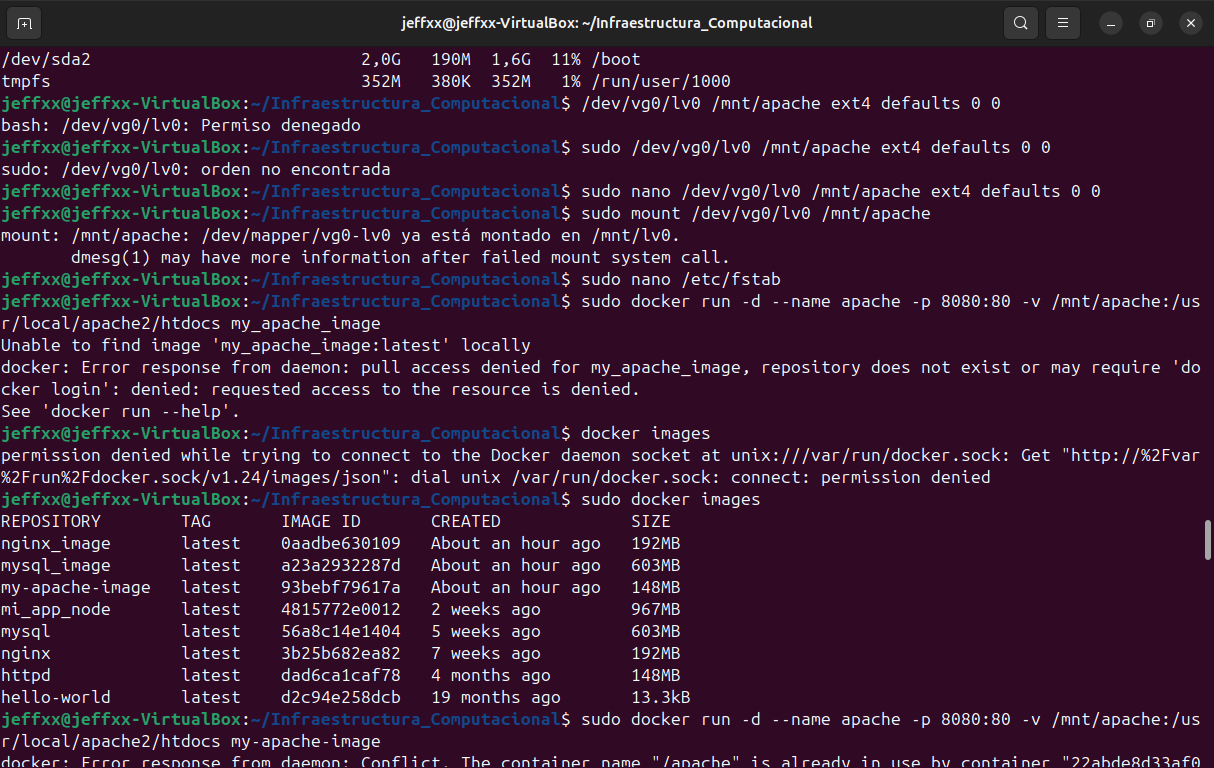 jeffxx@jeffxx-VirtualBox: ~/Infraestructura_Computacional
/dev/sda2                           2,0G   190M  1,6G  11% /boot
tmpfs                               352M   380K  352M   1% /run/user/1000
jeffxx@jeffxx-VirtualBox:~/Infraestructura_Computacional$ /dev/vg0/lv0 /mnt/apache ext4 defaults 0 0
bash: /dev/vg0/lv0: Permiso denegado
jeffxx@jeffxx-VirtualBox:~/Infraestructura_Computacional$ sudo /dev/vg0/lv0 /mnt/apache ext4 defaults 0 0
sudo: /dev/vg0/lv0: orden no encontrada
jeffxx@jeffxx-VirtualBox:~/Infraestructura_Computacional$ sudo nano /dev/vg0/lv0 /mnt/apache ext4 defaults 0 0
jeffxx@jeffxx-VirtualBox:~/Infraestructura_Computacional$ sudo mount /dev/vg0/lv0 /mnt/apache
mount: /mnt/apache: /dev/mapper/vg0-lv0 ya está montado en /mnt/lv0.
       dmesg(1) may have more information after failed mount system call.
jeffxx@jeffxx-VirtualBox:~/Infraestructura_Computacional$ sudo nano /etc/fstab
jeffxx@jeffxx-VirtualBox:~/Infraestructura_Computacional$ sudo docker run -d --name apache -p 8080:80 -v /mnt/apache:/us
r/local/apache2/htdocs my_apache_image
Unable to find image 'my_apache_image:latest' locally
docker: Error response from daemon: pull access denied for my_apache_image, repository does not exist or may require 'do
cker login': denied: requested access to the resource is denied.
See 'docker run --help'.
jeffxx@jeffxx-VirtualBox:~/Infraestructura_Computacional$ docker images
permission denied while trying to connect to the Docker daemon socket at unix:///var/run/docker.sock: Get "http://%2Fvar
%2Frun%2Fdocker.sock/v1.24/images/json": dial unix /var/run/docker.sock: connect: permission denied
jeffxx@jeffxx-VirtualBox:~/Infraestructura_Computacional$ sudo docker images
REPOSITORY        TAG       IMAGE ID       CREATED             SIZE
nginx_image       latest    0aadbe630109   About an hour ago   192MB
mysql_image       latest    a23a2932287d   About an hour ago   603MB
my-apache-image   latest    93bebf79617a   About an hour ago   148MB
mi_app_node       latest    4815772e0012   2 weeks ago         967MB
mysql             latest    56a8c14e1404   5 weeks ago         603MB
nginx             latest    3b25b682ea82   7 weeks ago         192MB
httpd             latest    dad6ca1caf78   4 months ago        148MB
hello-world       latest    d2c94e258dcb   19 months ago       13.3kB
jeffxx@jeffxx-VirtualBox:~/Infraestructura_Computacional$ sudo docker run -d --name apache -p 8080:80 -v /mnt/apache:/us
r/local/apache2/htdocs my-apache-image
docker: Error response from daemon: Conflict. The container name "/apache" is already in use by container "22abde8d33af0